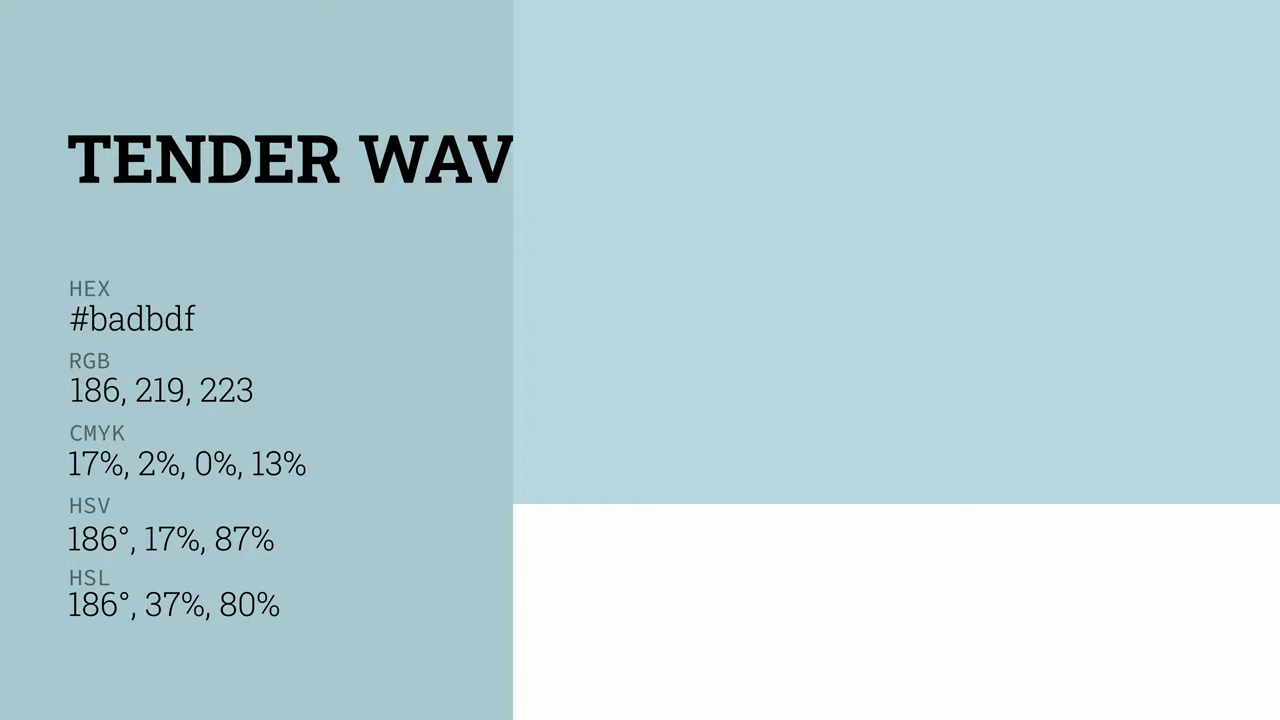 TENDER WAV
HEX
#badbdf
RGB
186, 219, 223
CMYK
17%, 2%, 0%, 13%
HSV
186°, 17%, 87%
HSL
186°, 37%, 80%